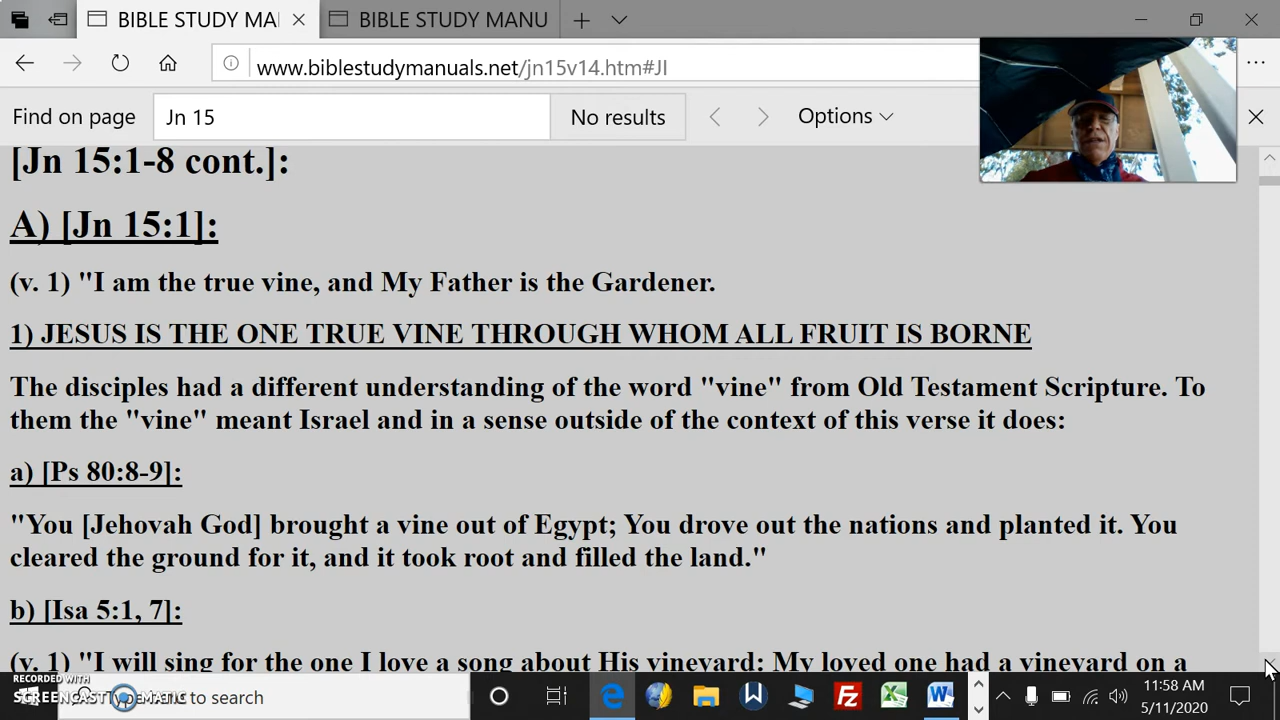 BIBLE STUDY MA
BIBLE STUDY MANU
www.biblestudymanuals.net/jn15v14.htm#JI
Find on page
Jn 15
No results
Options
[Jn 15:1-8 cont.]:
A) [Jn 15:1]:
(v. 1) "I am the true vine, and My Father is the Gardener.
1) JESUS IS THE ONE TRUE VINE THROUGH WHOM ALL FRUIT IS BORNE
The disciples had a different understanding of the word "vine" from Old Testament Scripture. To
them the "vine" meant Israel and in a sense outside of the context of this verse it does:
a) [Ps 80:8-9]:
"You [Jehovah God] brought a vine out of Egypt; You drove out the nations and planted it. You
cleared the ground for it, and it took root and filled the land."
b) [Isa 5:1, 7]:
(v. 1) "I will sing for the one I love a song about His vineyard: My loved one had a vineyard on a
RECORDED WITH
SCREENCAST MATIC
to search
11:58 AM
5/11/2020